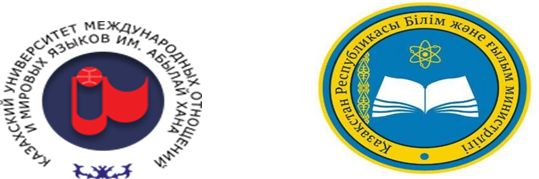 КАЗАХСКИЙ УНИВЕРСИТЕТ МЕЖДУНАРОДНЫХ ОТНОШЕНИЙ
И МИРОВЫХ ЯЗЫКОВ ИМ. АБЫЛАЙ ХАНА
Қазақстан Республикасы Білім және ғылым министрлігі